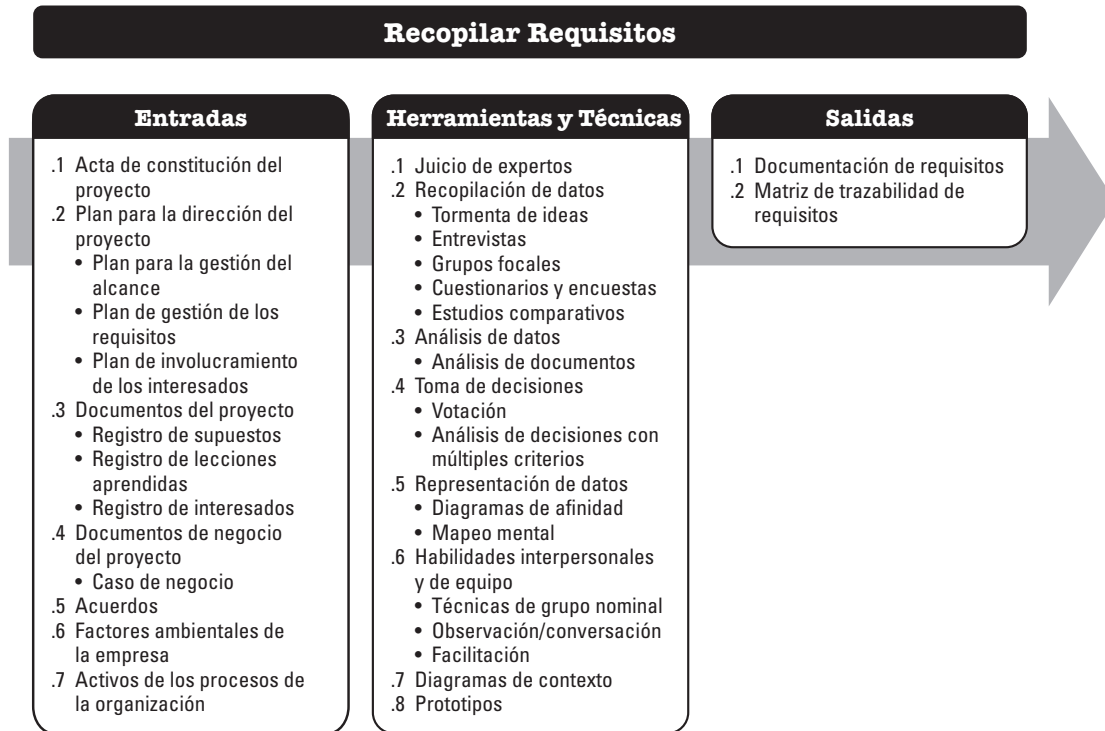 Recopilar Requisitos
Entradas
.1 Acta de constitución del
proyecto
.2 Plan para la dirección del
proyecto
• Plan para la gestión del
alcance
• Plan de gestión de los
requisitos
• Plan de involucramiento
de los interesados
.3 Documentos del proyecto
• Registro de supuestos
• Registro de lecciones
aprendidas
• Registro de interesados
.4 Documentos de negocio
del proyecto
• Caso de negocio
.5 Acuerdos
.6 Factores ambientales de
la empresa
.7 Activos de los procesos de
la organización
Herramientas y Técnicas
.1 Juicio de expertos
.2 Recopilación de datos
• Tormenta de ideas
• Entrevistas
• Grupos focales
• Cuestionarios y encuestas
• Estudios comparativos
.3 Análisis de datos
• Análisis de documentos
.4 Toma de decisiones
• Votación
• Análisis de decisiones con
múltiples criterios
.5 Representación de datos
• Diagramas de afinidad
• Mapeo mental
.6 Habilidades interpersonales
y de equipo
• Técnicas de grupo nominal
• Observación/conversación
• Facilitación
.7 Diagramas de contexto
.8 Prototipos
Salidas
.1 Documentación de requisitos
.2 Matriz de trazabilidad de
requisitos